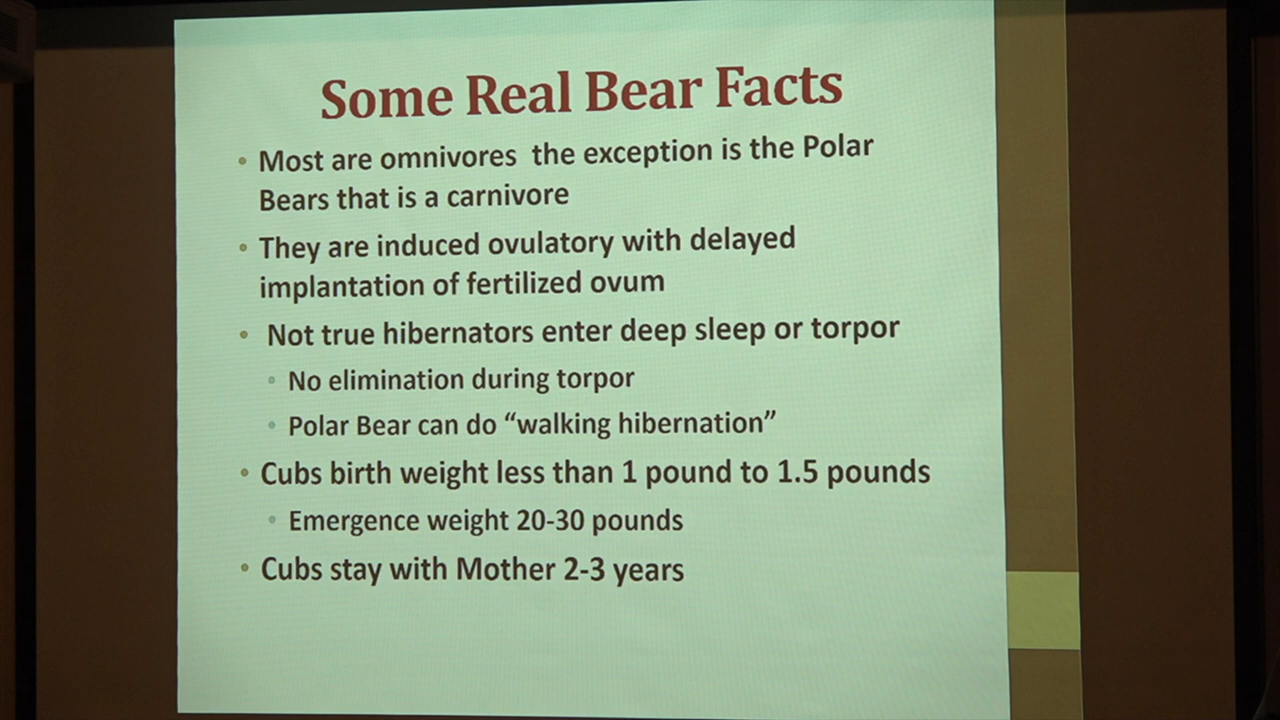 Some Real Bear Facts
• Most are omnivores  the exception is the Polar
Bears that is a carnivore
• They are induced ovulatory with delayed
implantation of fertilized ovum
• Not true hibernators enter deep sleep or torpor
• No elimination during torpor
• Polar Bear can do “walking hibernation”
• Cubs birth weight less than 1 pound to 1.5 pounds
• Emergence weight 20-30 pounds
• Cubs stay with Mother 2-3 years